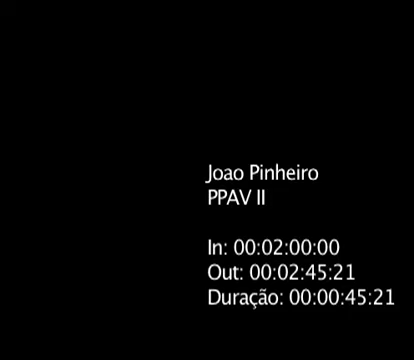 Joao Pinheiro
PPAV II
In: 00:02:00:00
Out: 00:02:45:21
Duração: 00:00:45:21